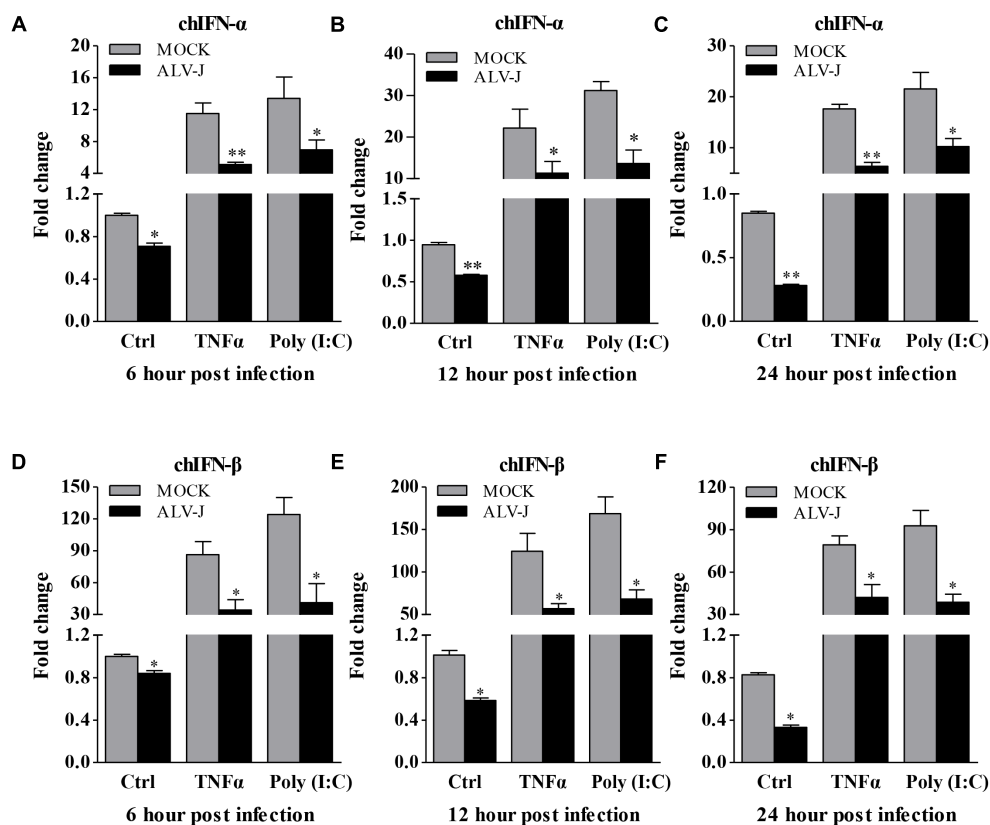 A
chIFN-α
20
16
12
8
4
1.2
0.8
0.4
0.0
Fold change
MOCK
ALV-J
*
**
*
Ctrl
TNFα
Poly (I:C)
6 hour post infection
B
chIFN-α
40
30
20
10
1.5
1.0
0.5
0.0
Fold change
MOCK
ALV-J
**
*
*
Ctrl
TNFα
Poly (I:C)
12 hour post infection
C
chIFN-α
30
20
10
1.0
0.5
0.0
Fold change
MOCK
ALV-J
**
**
*
Ctrl
TNFα
Poly (I:C)
24 hour post infection
D
chIFN-β
150
120
90
60
30
1.2
0.8
0.4
0.0
Fold change
MOCK
ALV-J
*
*
*
Ctrl
TNFα
Poly (I:C)
6 hour post infection
E
chIFN-β
200
150
100
50
1.2
0.8
0.4
0.0
Fold change
MOCK
ALV-J
*
*
*
Ctrl
TNFα
Poly (I:C)
12 hour post infection
F
chIFN-β
120
90
60
30
1.2
0.8
0.4
0.0
Fold change
MOCK
ALV-J
*
*
*
Ctrl
TNFα
Poly (I:C)
24 hour post infection